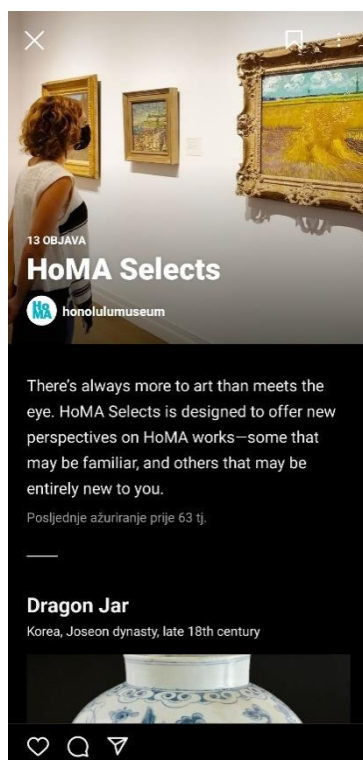 13 OBJAVA
HoMA Selects
HoMA
honolulumuseum
There's always more to art than meets the
eye. HoMA Selects is designed to offer new
perspectives on HoMA works—some that
may be familiar, and others that may be
entirely new to you.
Posljednje ažuriranje prije 63 tj.
Dragon Jar
Korea, Joseon dynasty, late 18th century